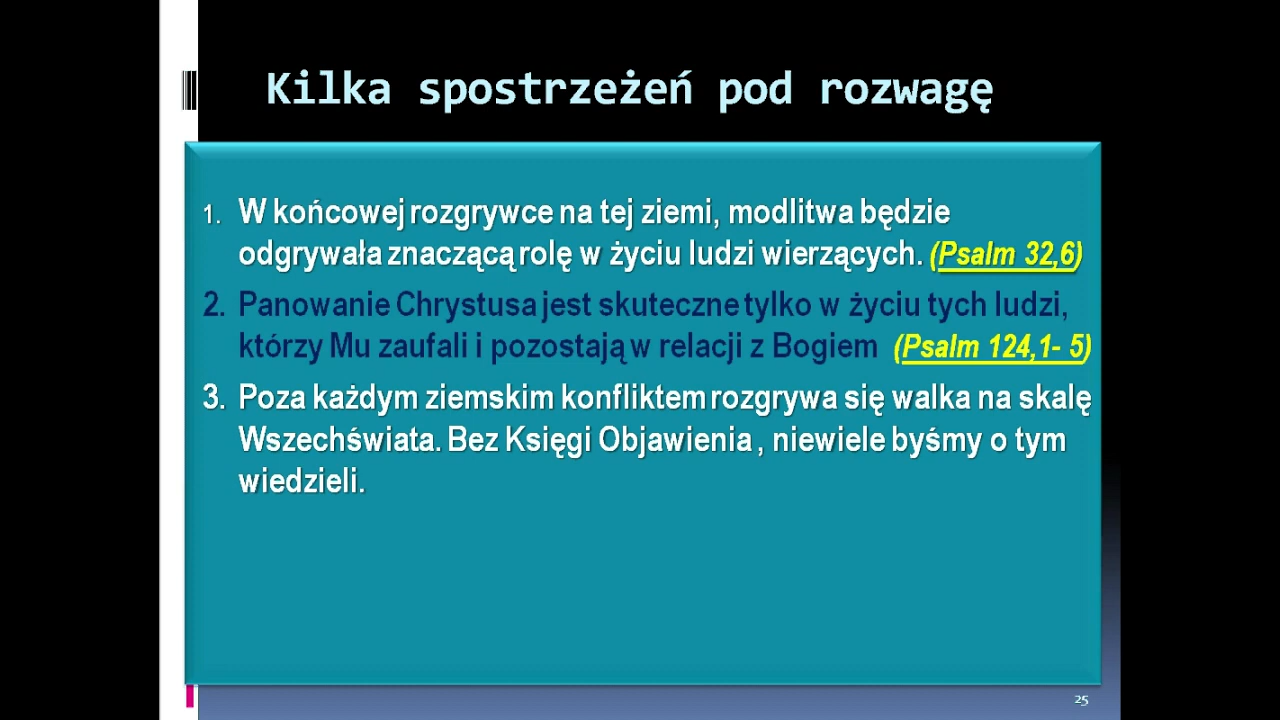 Kilka spostrzeżeń pod rozwagę
1. W końcowej rozgrywce na tej ziemi, modlitwa będzie
odgrywała znaczącą rolę w życiu ludzi wierzących. (Psalm 32,6)
2. Panowanie Chrystusa jest skuteczne tylko w życiu tych ludzi,
którzy Mu zaufali i pozostają w relacji z Bogiem (Psalm 124,1- 5)
3. Poza każdym ziemskim konfliktem rozgrywa się walka na skalę
Wszechświata. Bez Księgi Objawienia , niewiele byśmy o tym
wiedzieli.
25